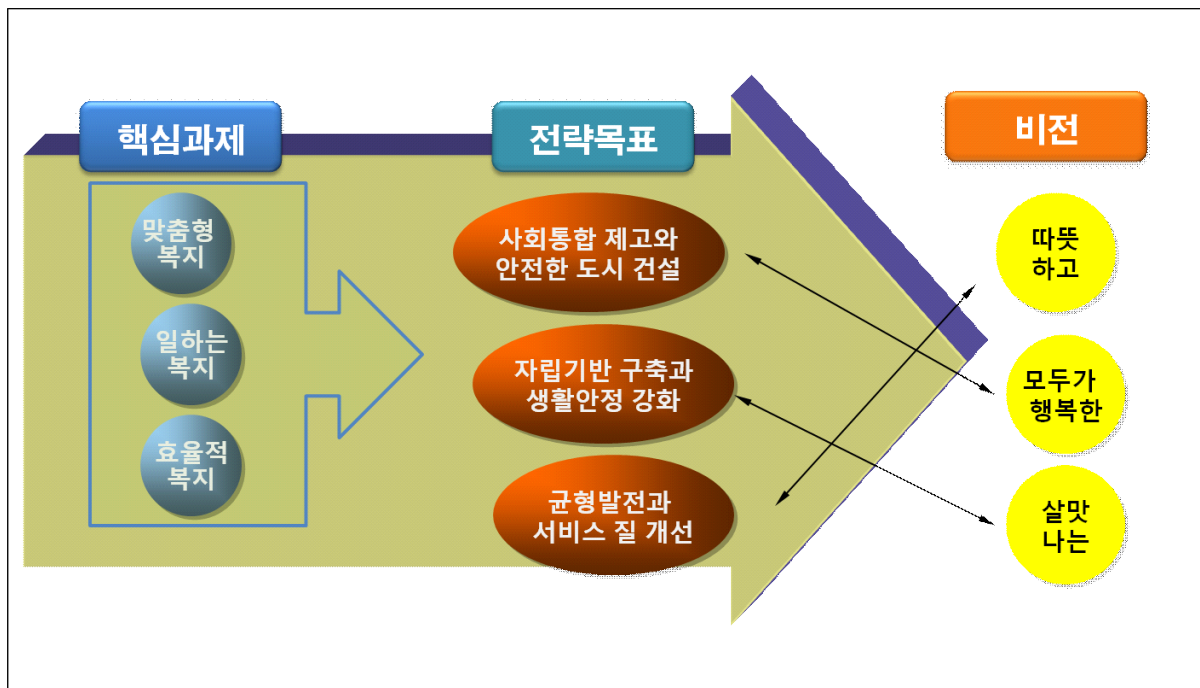 핵심과제
맞춤형
복지
일하는
복지
효율적
복지
전략목표
사회통합 제고와
안전한 도시 건설
자립기반 구축과
생활안정 강화
균형발전과
서비스 질 개선
비전
따뜻
하고
모두가
행복한
살맛
나는